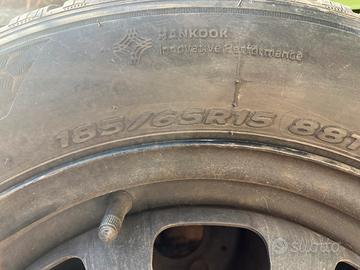 HANKOOK
Innovative Performance
185/65R15 88T
subito